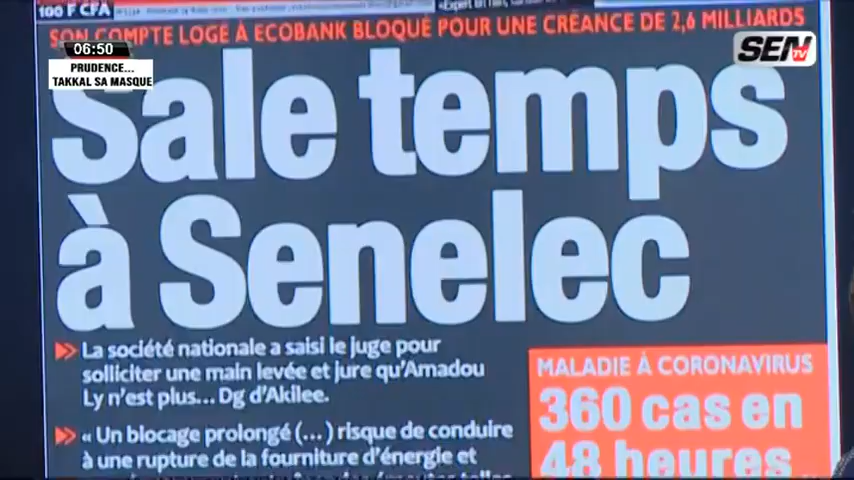 100 F CFA
SON COMPTE LOGÉ À ECOBANK BLOQUÉ POUR UNE CRÉANCE DE 2,6 MILLIARDS
06:50
SEN TV
PRUDENCE...
TAKKAL SA MASQUE
Sale temps
à Senelec
La société nationale a saisi le juge pour
solliciter une main levée et jure qu'Amadou
Ly n'est plus... Dg d'Akilee.
« Un blocage prolongé (...) risque de conduire
à une rupture de la fourniture d'énergie et
MALADIE À CORONAVIRUS
360 cas en
48 heures